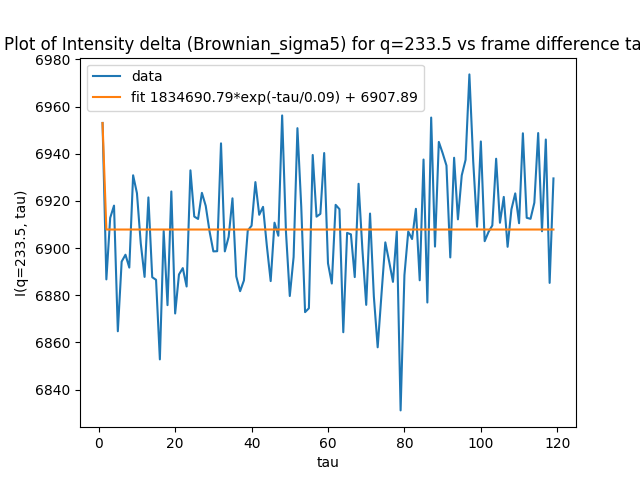 Plot of Intensity delta (Brownian_sigma5) for q=233.5 vs frame difference ta
6980
6960
6940
6920
6900
6880
6860
6840
I(q=233.5, tau)
data
fit 1834690.79*exp(-tau/0.09) + 6907.89
0 20 40 60 80 100 120
tau